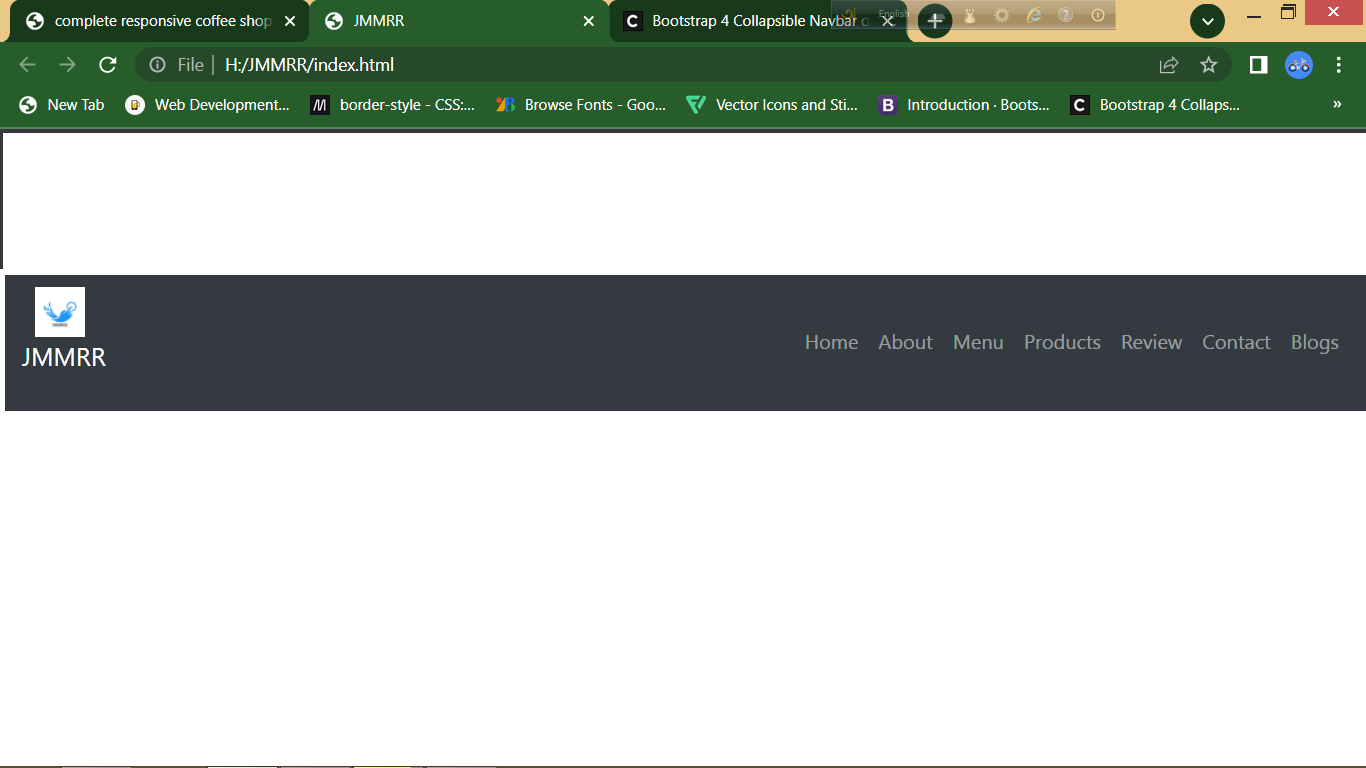 complete responsive coffee shop
JMMRR
Bootstrap 4 Collapsible Navbar
English
File
H:/JMMRR/index.html
New Tab
Web Development...
border-style - CSS:...
Browse Fonts - Goo...
Vector Icons and Sti...
Introduction · Boots...
Bootstrap 4 Collaps...
»
JMMRR
Home About Menu Products Review Contact Blogs